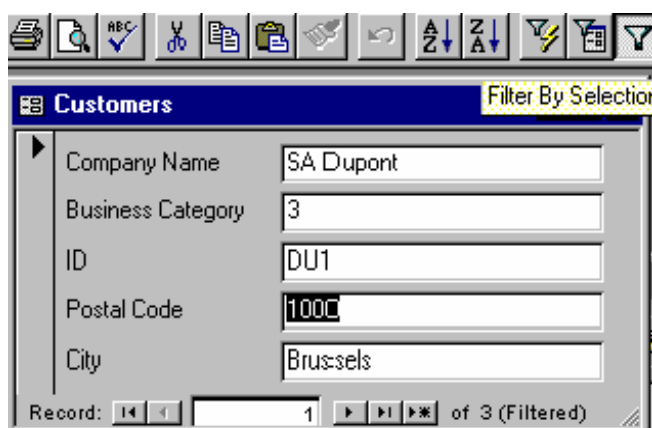 ABC A Z Z A
Filter By Selection
Customers
Company Name SA Dupont
Business Category 3
ID DU1
Postal Code 1000
City Brussels
Record: 1 of 3 (Filtered)